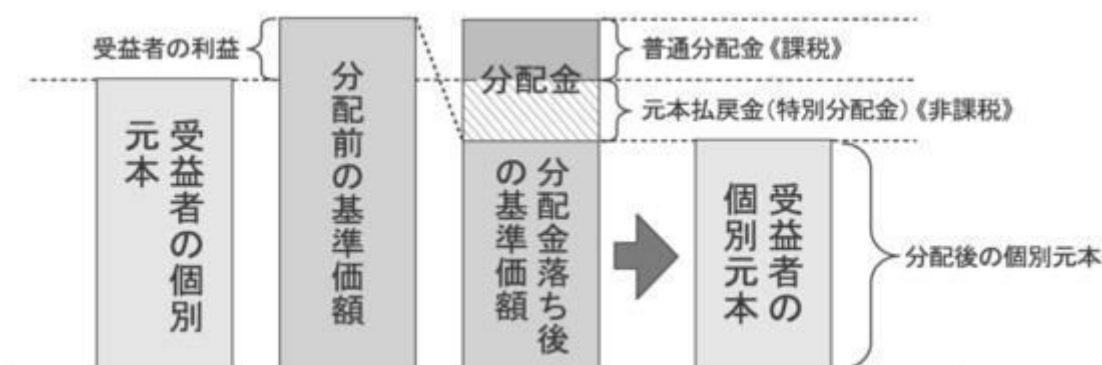 受益者の利益
普通分配金《課税》
分配金
元本払戻金(特別分配金)《非課税》
受益者の個別
元本
分配前の基準価額
分配金落ち後
の基準価額
受益者の
個別元本
分配後の個別元本